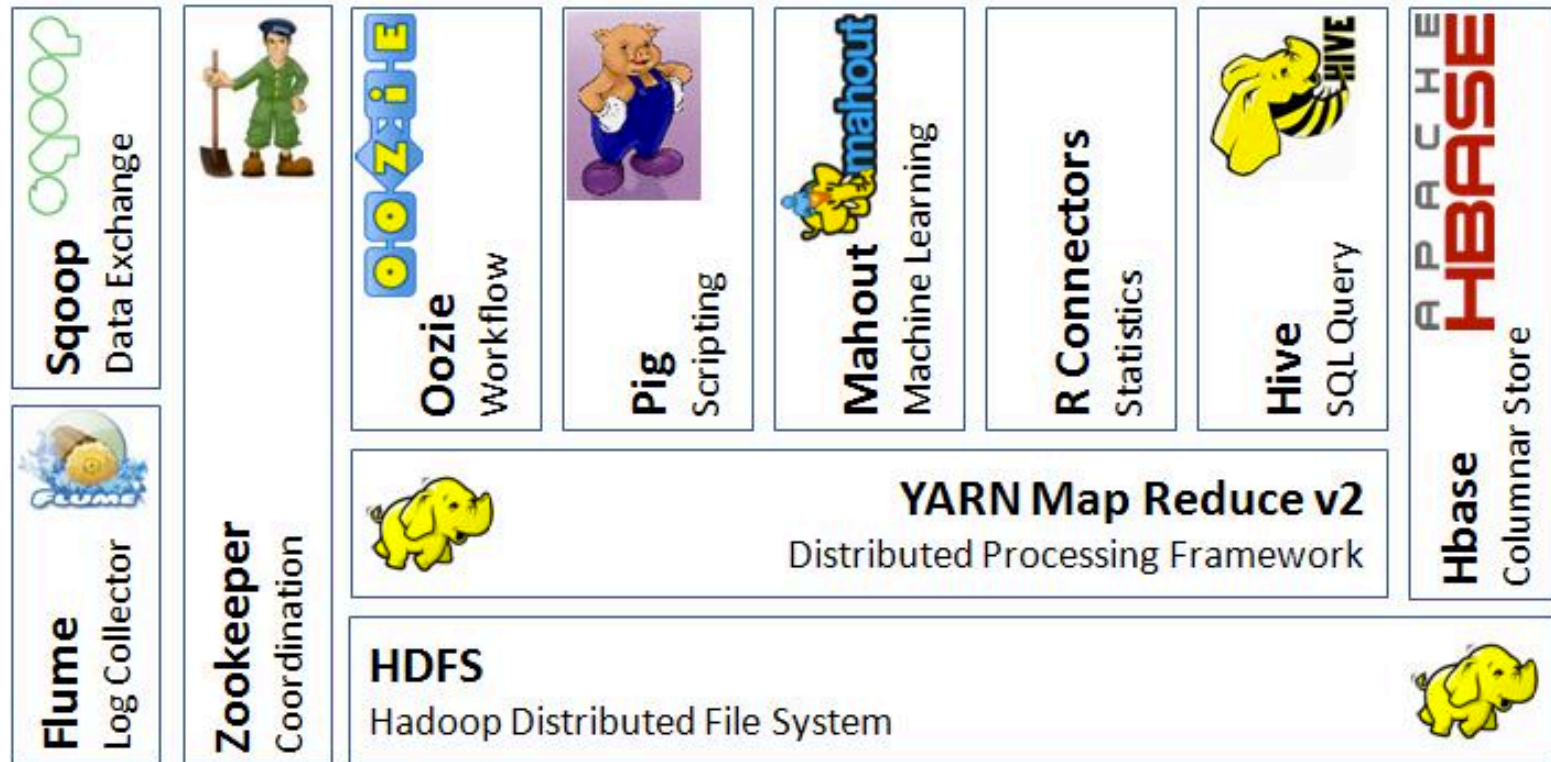 Sqoop
Data Exchange
Flume
Log Collector
FLUME
Zookeeper
Coordination
OOZIE
Oozie
Workflow
Pig
Scripting
mahout
Mahout
Machine Learning
R Connectors
Statistics
HIVE
Hive
SQL Query
APACHE
HBASE
Hbase
Columnar Store
YARN Map Reduce v2
Distributed Processing Framework
HDFS
Hadoop Distributed File System